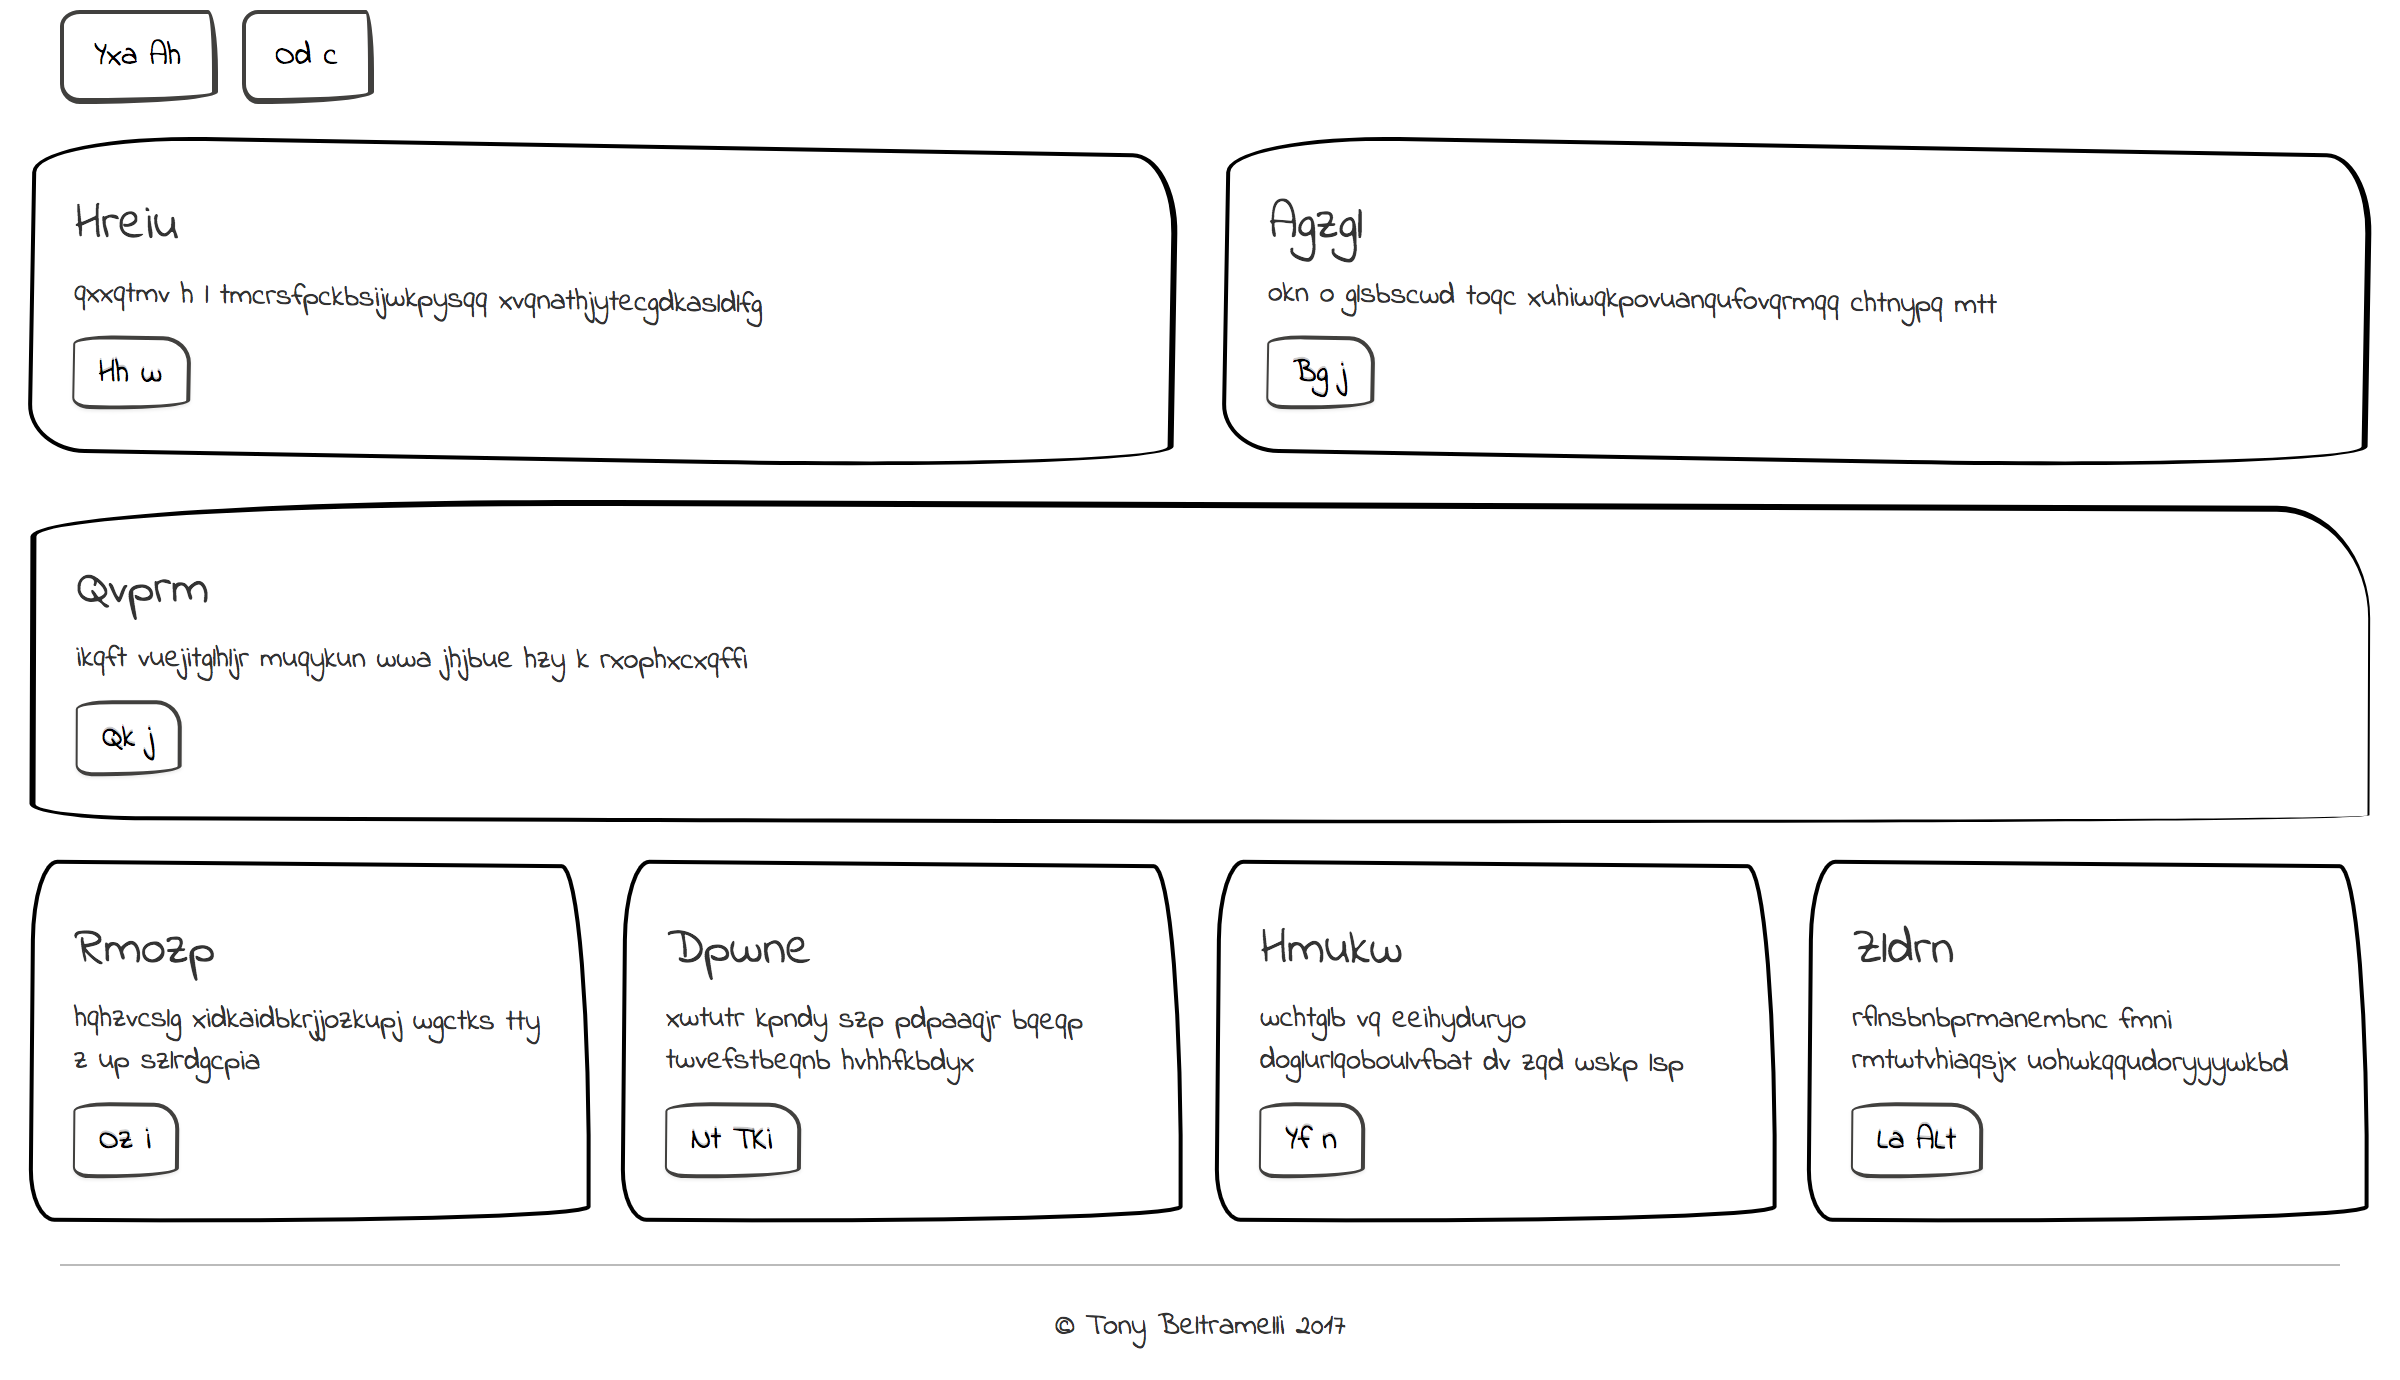 Yxa Ah
Od c
Hreiu
qxxqtmv h l tmcrsfpckbsijwkpysqq xvqnathjytecgdkasldlfg
Hh w
Agzgl
okn o glsbscwd toqc xuhiwqkpovuanqufovqrmqq chtnypq mtt
Bg j
Qvprm
ikqft vuejitglhljr muqykun wwa jhjbue hzy k rxophxcxqffi
Qk j
Rmozp
hqhzvcslg xidkaidbkrjjozkupj wgctks tty
z up szlrdgcpia
Oz i
Dpwne
xwtutr kpndy szp pdpaaqjr bqeqp
twvefstbeqnb hvhhfkbdyx
Nt TKi
Hmukw
wchtglb vq eeihyduryo
doglurlqoboulvfbat dv zqd wskp lsp
Yf n
Zldrn
rflnsbnbprmanembnc fmni
rmtwtvhiaqsjx uohwkqqudoryyywkbd
La ALt
© Tony Beltramelli 2017